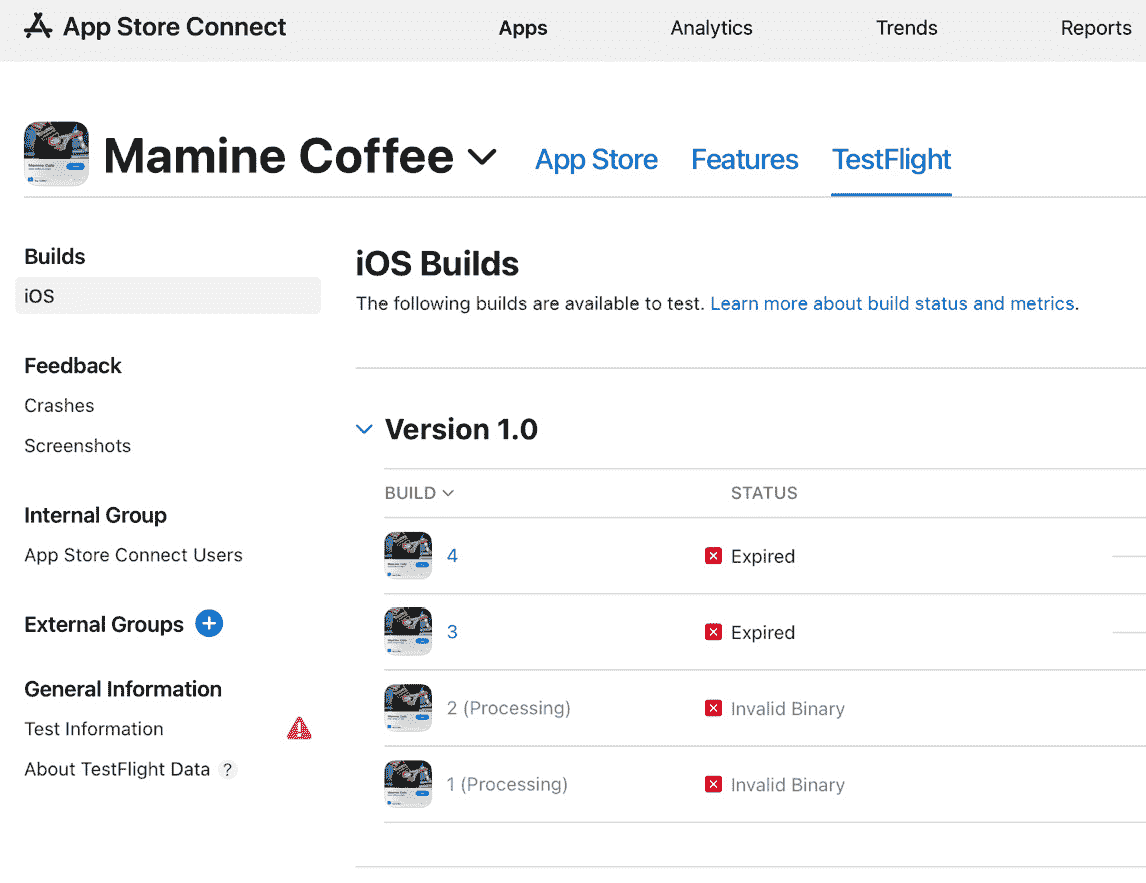 App Store Connect Apps Analytics Trends Reports
Mamine Coffee App Store Features TestFlight
Builds
iOS
Feedback
Crashes
Screenshots
Internal Group
App Store Connect Users
External Groups
General Information
Test Information
About TestFlight Data ?
iOS Builds
The following builds are available to test. Learn more about build status and metrics.
Version 1.0
BUILD STATUS
4 Expired
3 Expired
2 (Processing) Invalid Binary
1 (Processing) Invalid Binary